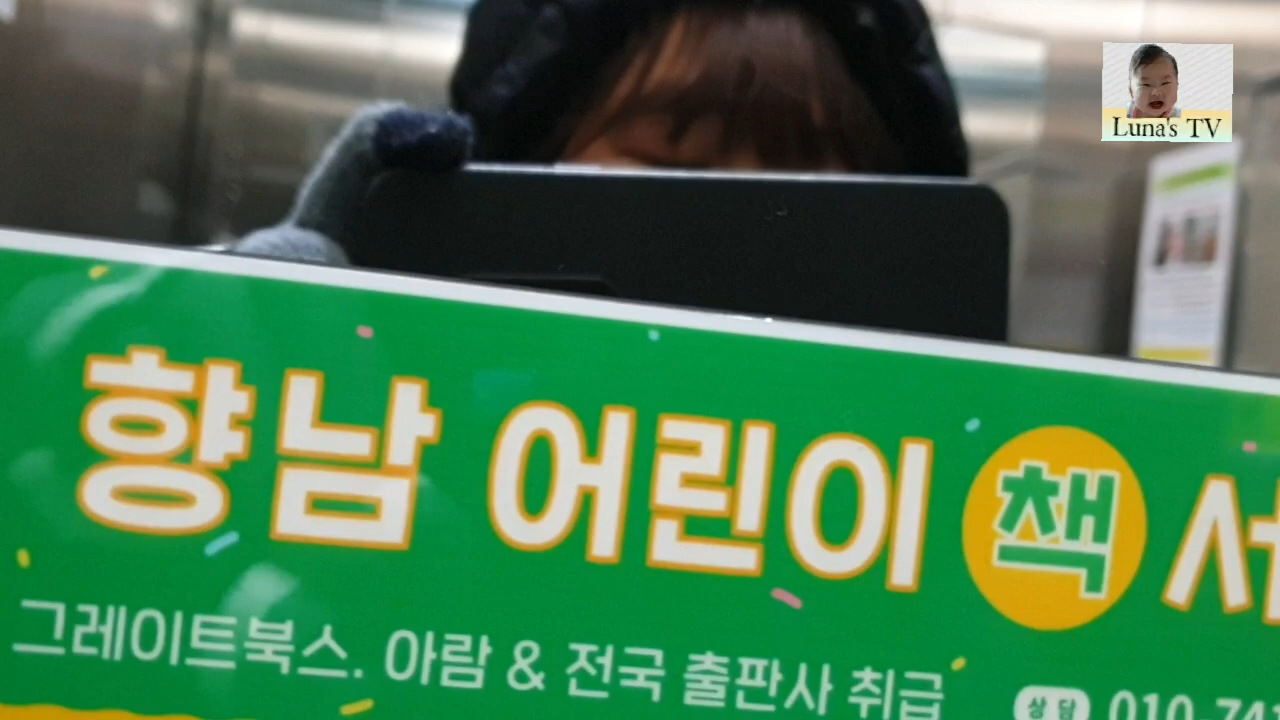 Luna's TV
향남 어린이 책
그레이트북스. 아람 & 전국 출판사 취급
상담 010